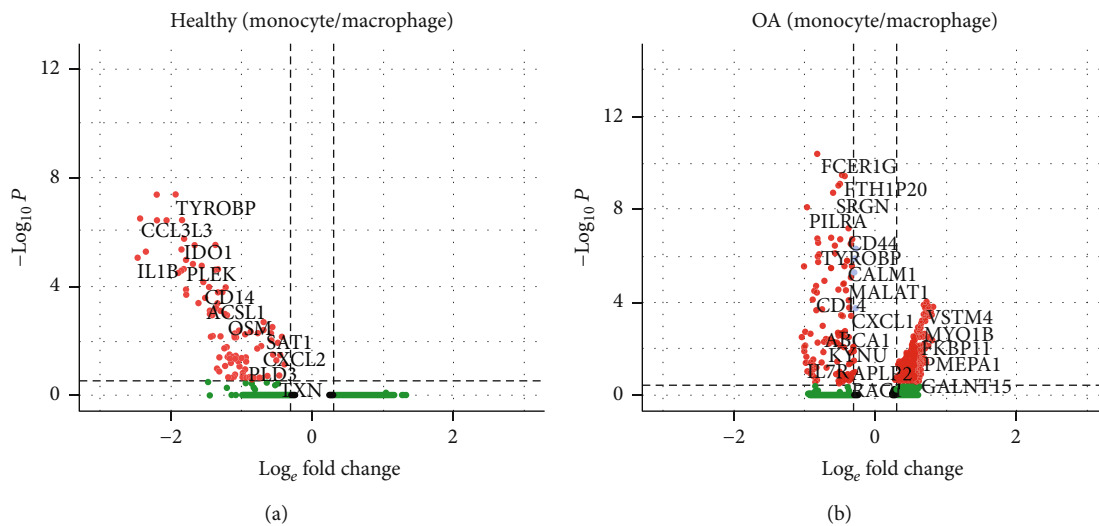 Healthy (monocyte/macrophage)
12
8
4
0
−Log10 P
TYROBP
CCL3L3
IDO1
IL1B
PLEK
CD14
ACSL1
OSM
SAT1
CXCL2
PLD3
TXN
−2
0
2
Loge fold change
(a)
OA (monocyte/macrophage)
12
8
4
0
−Log10 P
FCER1G
FTH1P20
SRGN
PILRA
CD44
TYROBP
CALM1
MALAT1
CD14
CXCL1
VSTM4
ABCA1
MYO1B
KYNU
FKBP11
IL7R
APLP2
PMEPA1
GALNT15
−2
0
2
Loge fold change
(b)